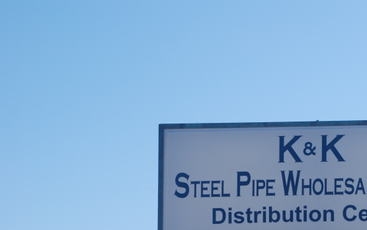 K&K
STEEL PIPE WHOLESA
Distribution Ce